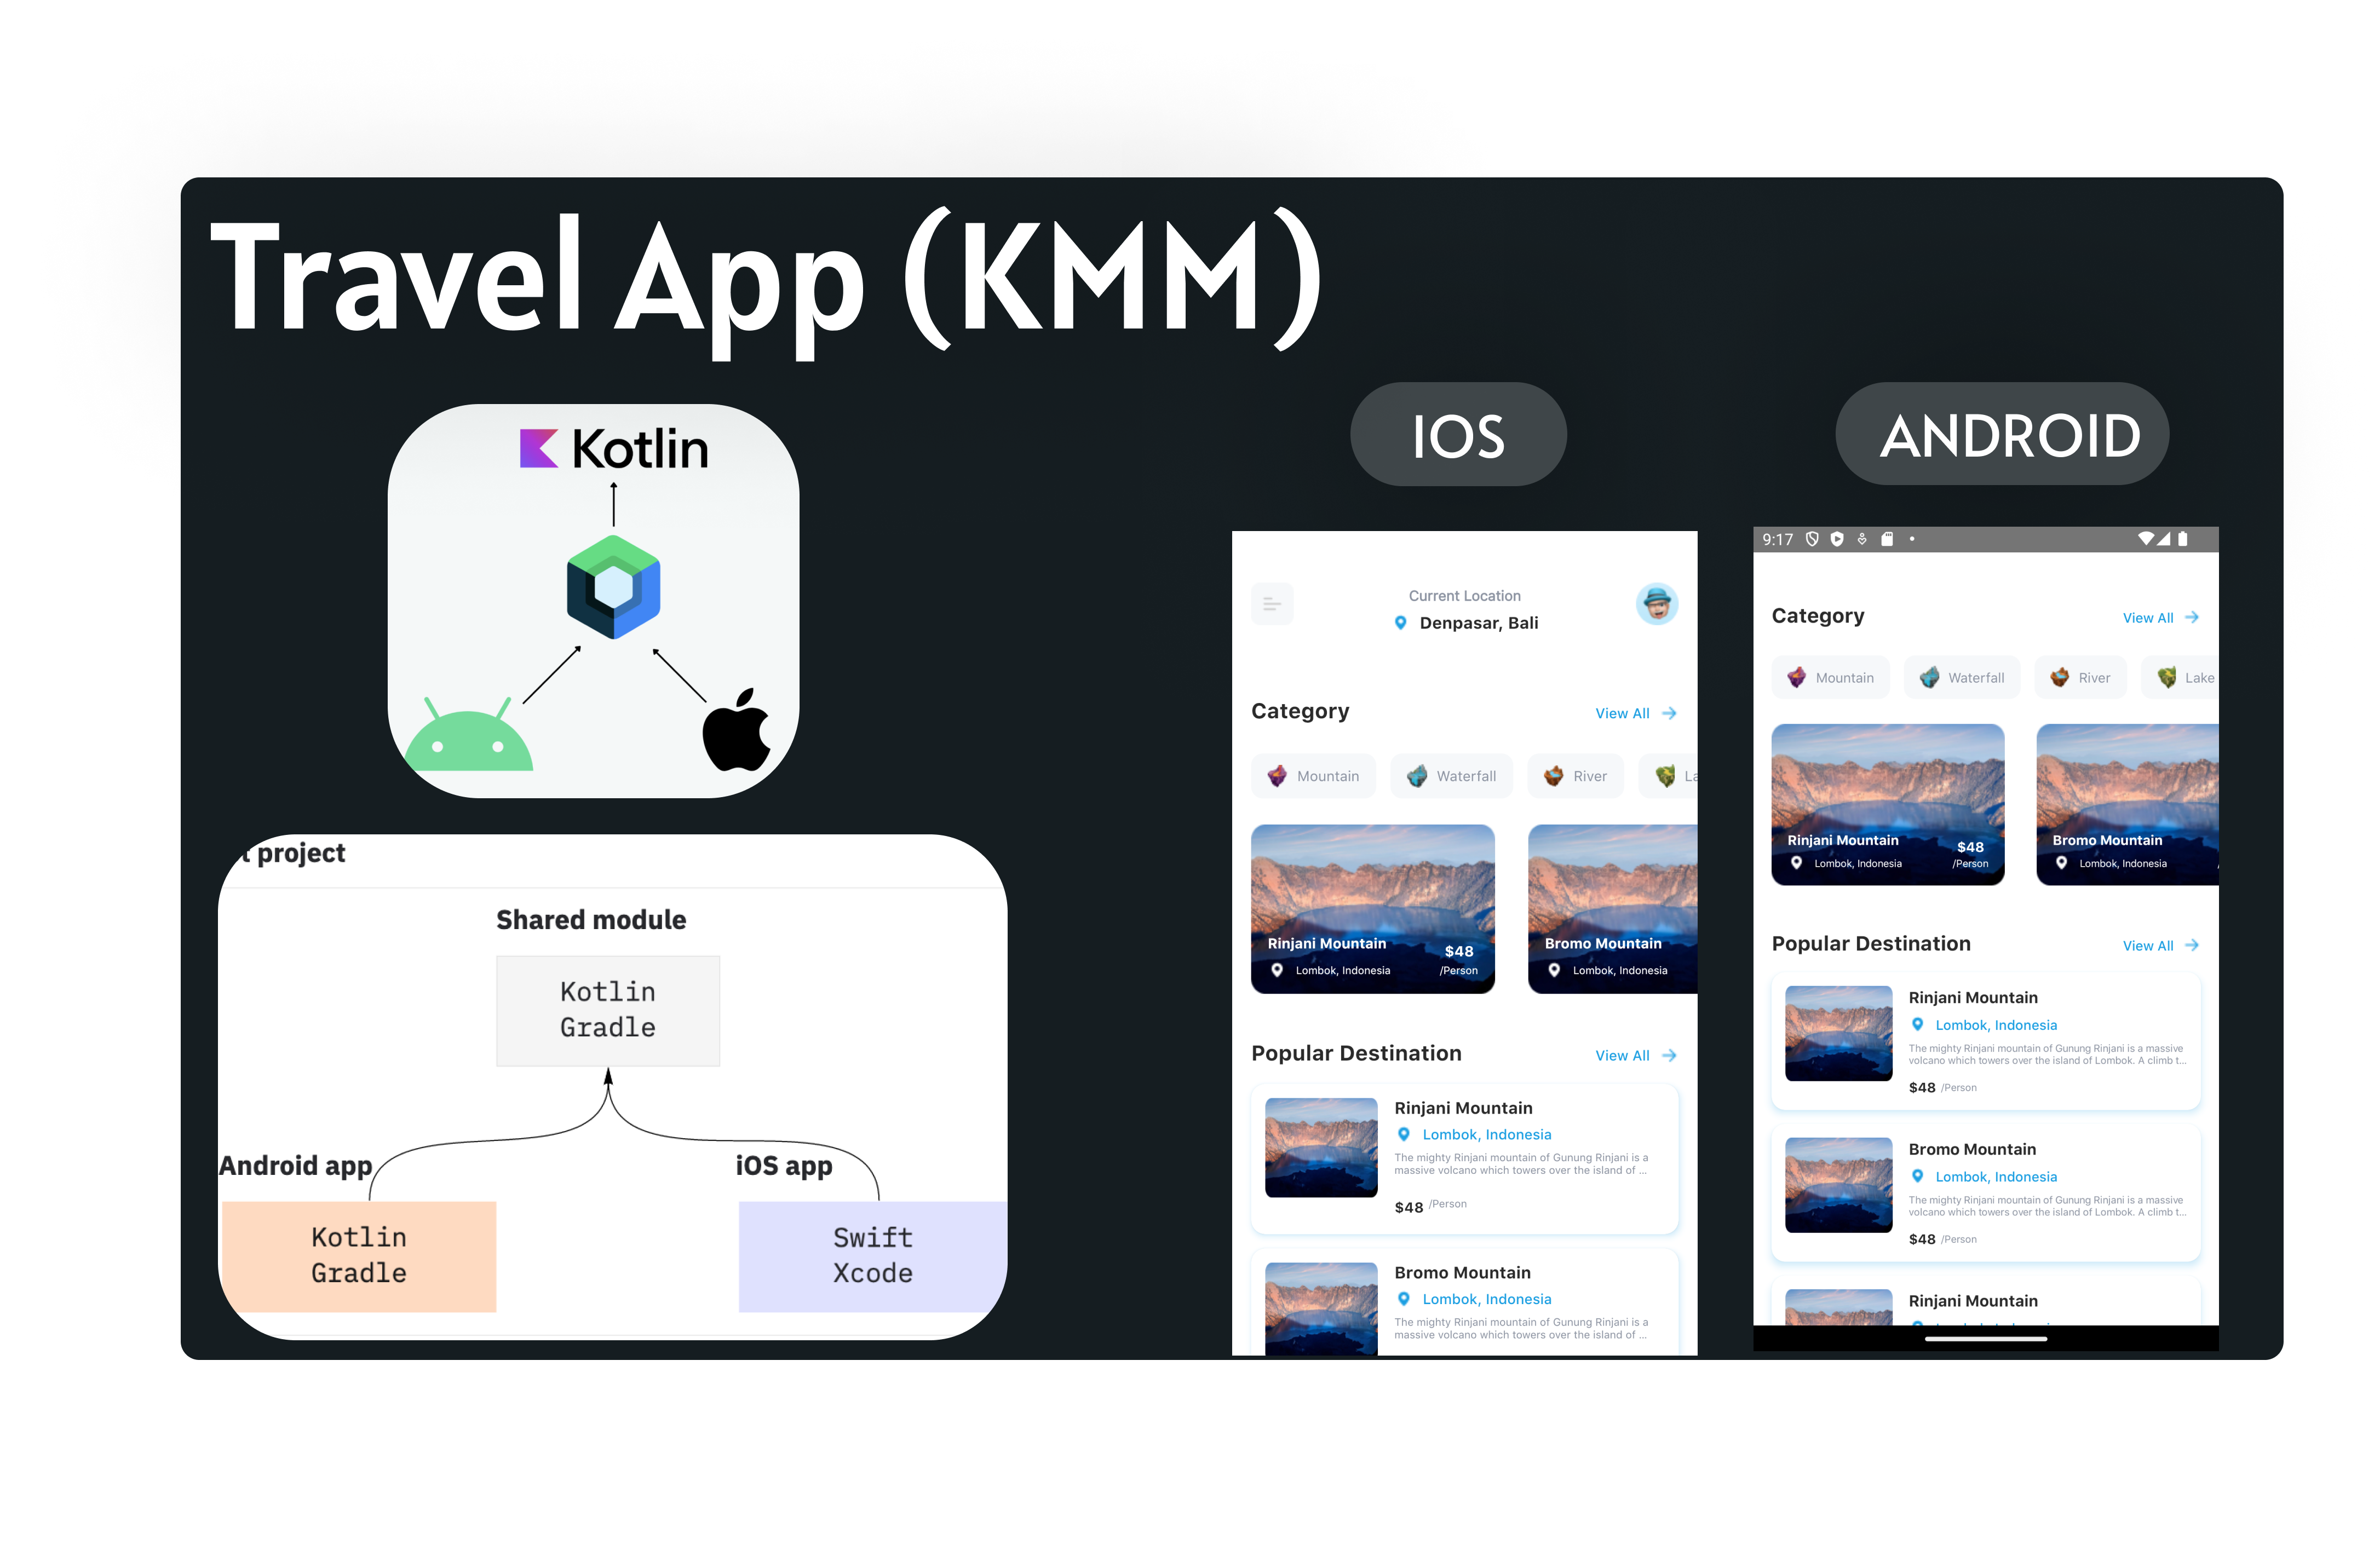 Travel App (KMM)
Kotlin
t project
Shared module
Kotlin
Gradle
Android app
iOS app
Kotlin
Gradle
Swift
Xcode
IOS
Current Location
Denpasar, Bali
Category
View All
Mountain
Waterfall
River
La
Rinjani Mountain
Lombok, Indonesia
$48
/Person
Bromo Mountain
Lombok, Indonesia
Popular Destination
View All
Rinjani Mountain
Lombok, Indonesia
The mighty Rinjani mountain of Gunung Rinjani is a
massive volcano which towers over the island of ...
$48 /Person
Bromo Mountain
Lombok, Indonesia
The mighty Rinjani mountain of Gunung Rinjani is a
massive volcano which towers over the island of ...
ANDROID
9:17
Category
View All
Mountain
Waterfall
River
Lake
Rinjani Mountain
Lombok, Indonesia
$48
/Person
Bromo Mountain
Lombok, Indonesia
Popular Destination
View All
Rinjani Mountain
Lombok, Indonesia
The mighty Rinjani mountain of Gunung Rinjani is a massive
volcano which towers over the island of Lombok. A climb t...
$48 /Person
Bromo Mountain
Lombok, Indonesia
The mighty Rinjani mountain of Gunung Rinjani is a massive
volcano which towers over the island of Lombok. A climb t...
$48 /Person
Rinjani Mountain